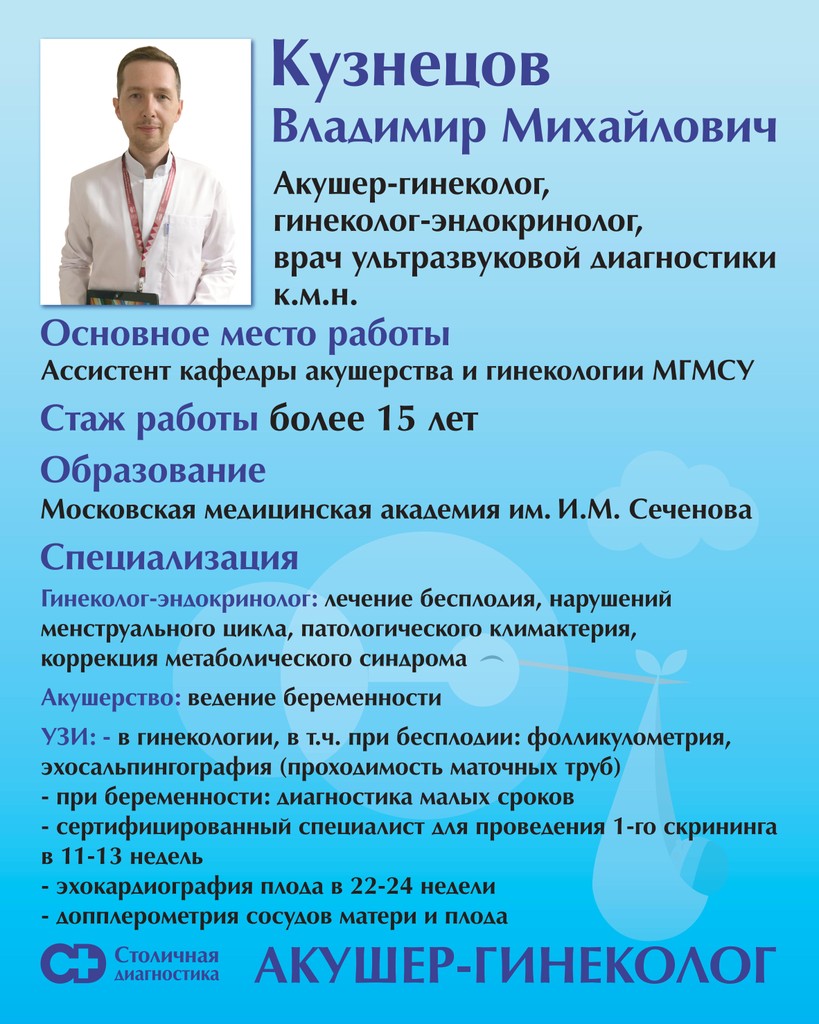 Кузнецов
Владимир Михайлович
Акушер-гинеколог,
гинеколог-эндокринолог,
врач ультразвуковой диагностики
к.м.н.
Основное место работы
Ассистент кафедры акушерства и гинекологии МГМСУ
Стаж работы более 15 лет
Образование
Московская медицинская академия им. И.М. Сеченова
Специализация
Гинеколог-эндокринолог: лечение бесплодия, нарушений
менструального цикла, патологического климактерия,
коррекция метаболического синдрома
Акушерство: ведение беременности
УЗИ: - в гинекологии, в т.ч. при бесплодии: фолликулометрия,
эхосальпингография (проходимость маточных труб)
- при беременности: диагностика малых сроков
- сертифицированный специалист для проведения 1-го скрининга
в 11-13 недель
- эхокардиография плода в 22-24 недели
- допплерометрия сосудов матери и плода
Столичная
диагностика
АКУШЕР-ГИНЕКОЛОГ